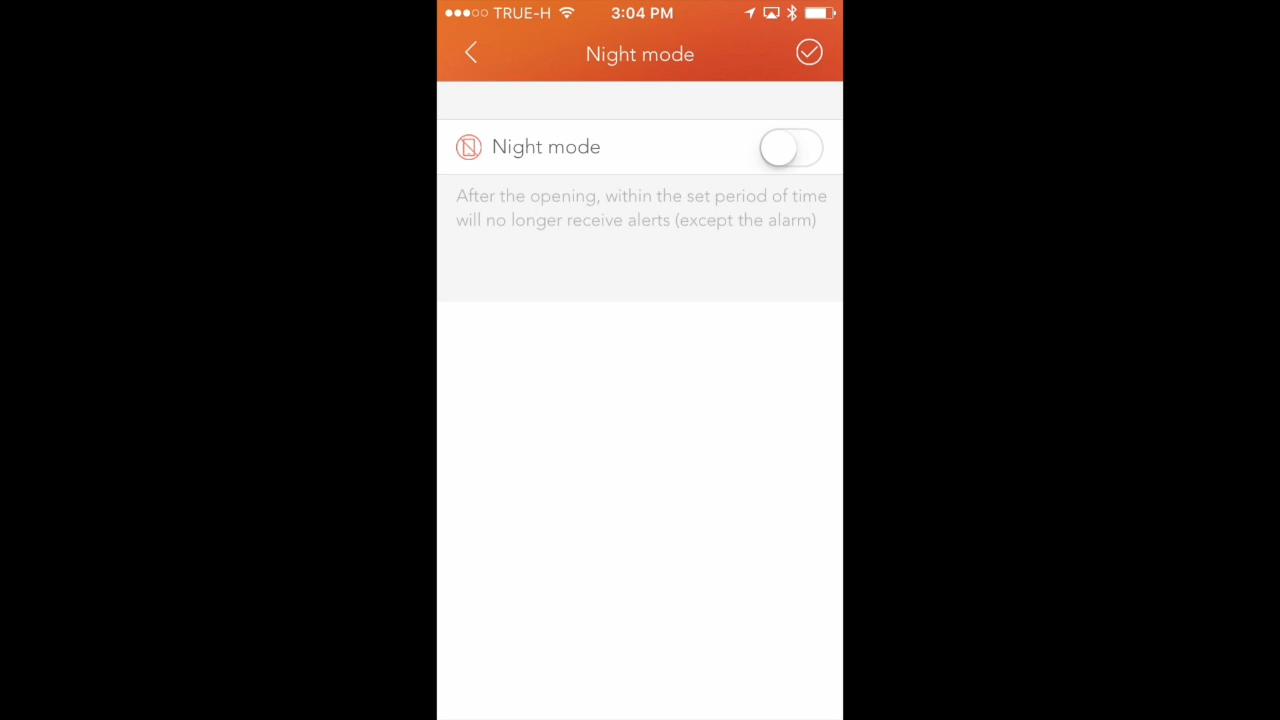 TRUE-H 3:04 PM
Night mode
Night mode
After the opening, within the set period of time
will no longer receive alerts (except the alarm)